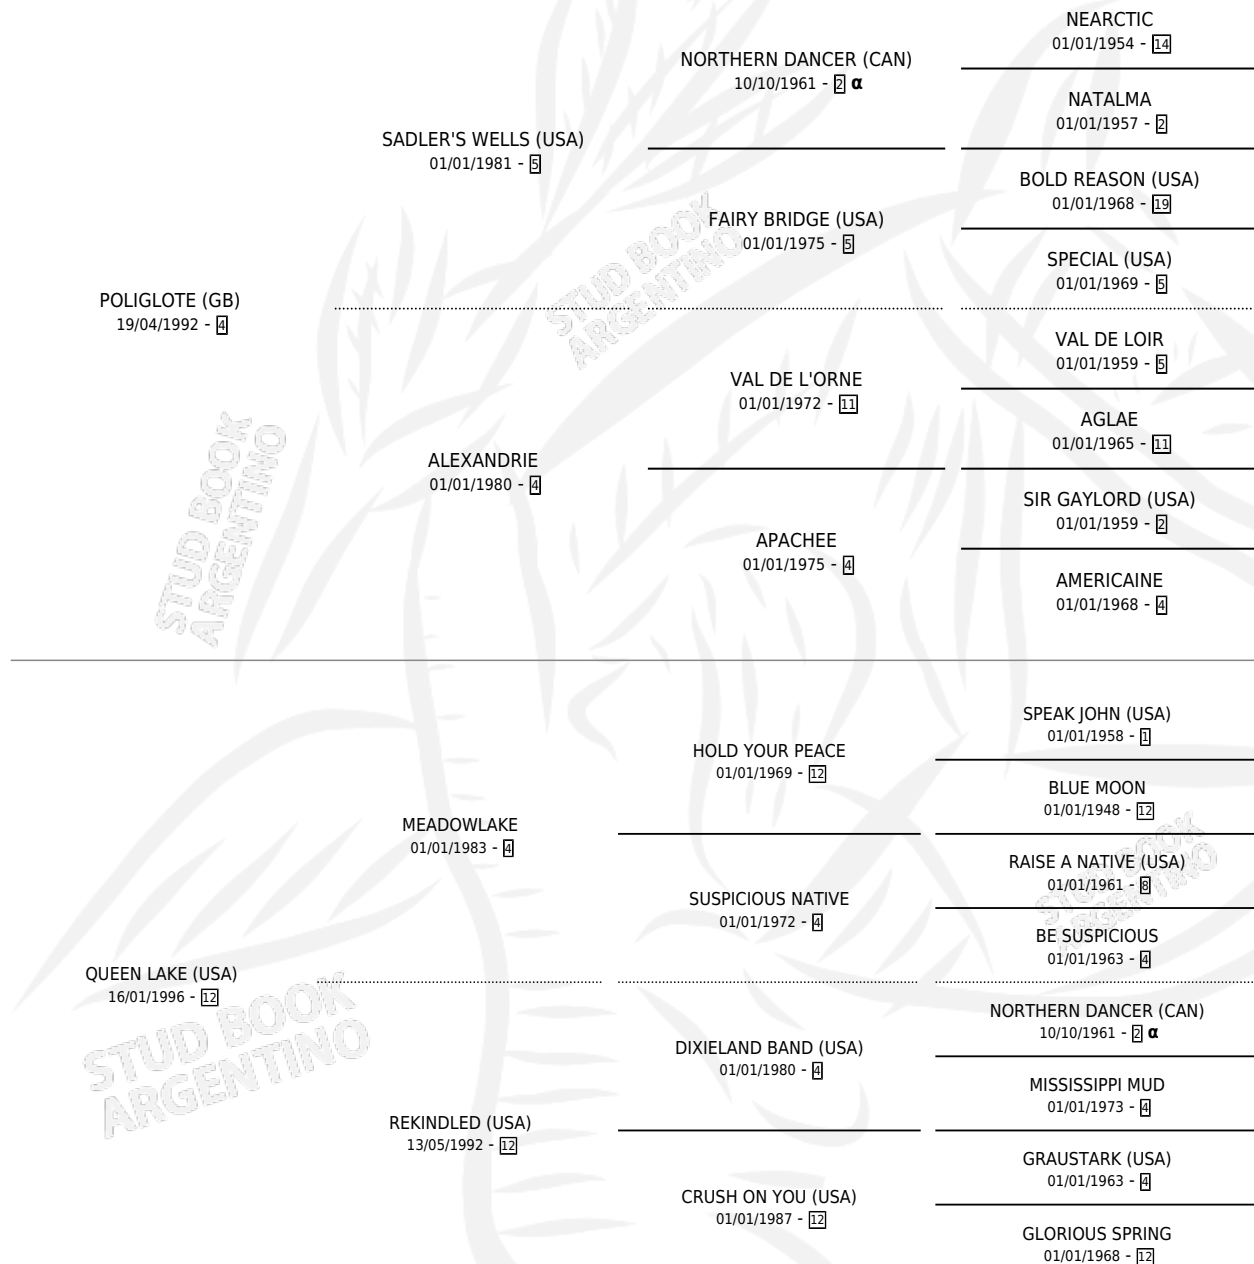 NEARCTIC
01/01/1954 - 14
NORTHERN DANCER (CAN)
10/10/1961 - 2 α
NATALMA
01/01/1957 - 2
SADLER'S WELLS (USA)
01/01/1981 - 5
BOLD REASON (USA)
01/01/1968 - 19
FAIRY BRIDGE (USA)
01/01/1975 - 5
SPECIAL (USA)
01/01/1969 - 5
STUD BOOK
ARGENTINO
POLIGLOTE (GB)
19/04/1992 - 4
VAL DE LOIR
01/01/1959 - 5
VAL DE L'ORNE
01/01/1972 - 11
AGLAE
01/01/1965 - 11
ALEXANDRIE
01/01/1980 - 4
SIR GAYLORD (USA)
01/01/1959 - 2
APACHEE
01/01/1975 - 4
AMERICAINE
01/01/1968 - 4
STUD BOOK
ARGENTINO
SPEAK JOHN (USA)
01/01/1958 - 1
HOLD YOUR PEACE
01/01/1969 - 12
BLUE MOON
01/01/1948 - 12
MEADOWLAKE
01/01/1983 - 4
RAISE A NATIVE (USA)
01/01/1961 - 8
STUD BOOK
ARGENTINO
SUSPICIOUS NATIVE
01/01/1972 - 4
BE SUSPICIOUS
01/01/1963 - 4
QUEEN LAKE (USA)
16/01/1996 - 12
STUD BOOK
ARGENTINO
NORTHERN DANCER (CAN)
10/10/1961 - 2 α
DIXIELAND BAND (USA)
01/01/1980 - 4
MISSISSIPPI MUD
01/01/1973 - 4
REKINDLED (USA)
13/05/1992 - 12
GRAUSTARK (USA)
01/01/1963 - 4
CRUSH ON YOU (USA)
01/01/1987 - 12
GLORIOUS SPRING
01/01/1968 - 12